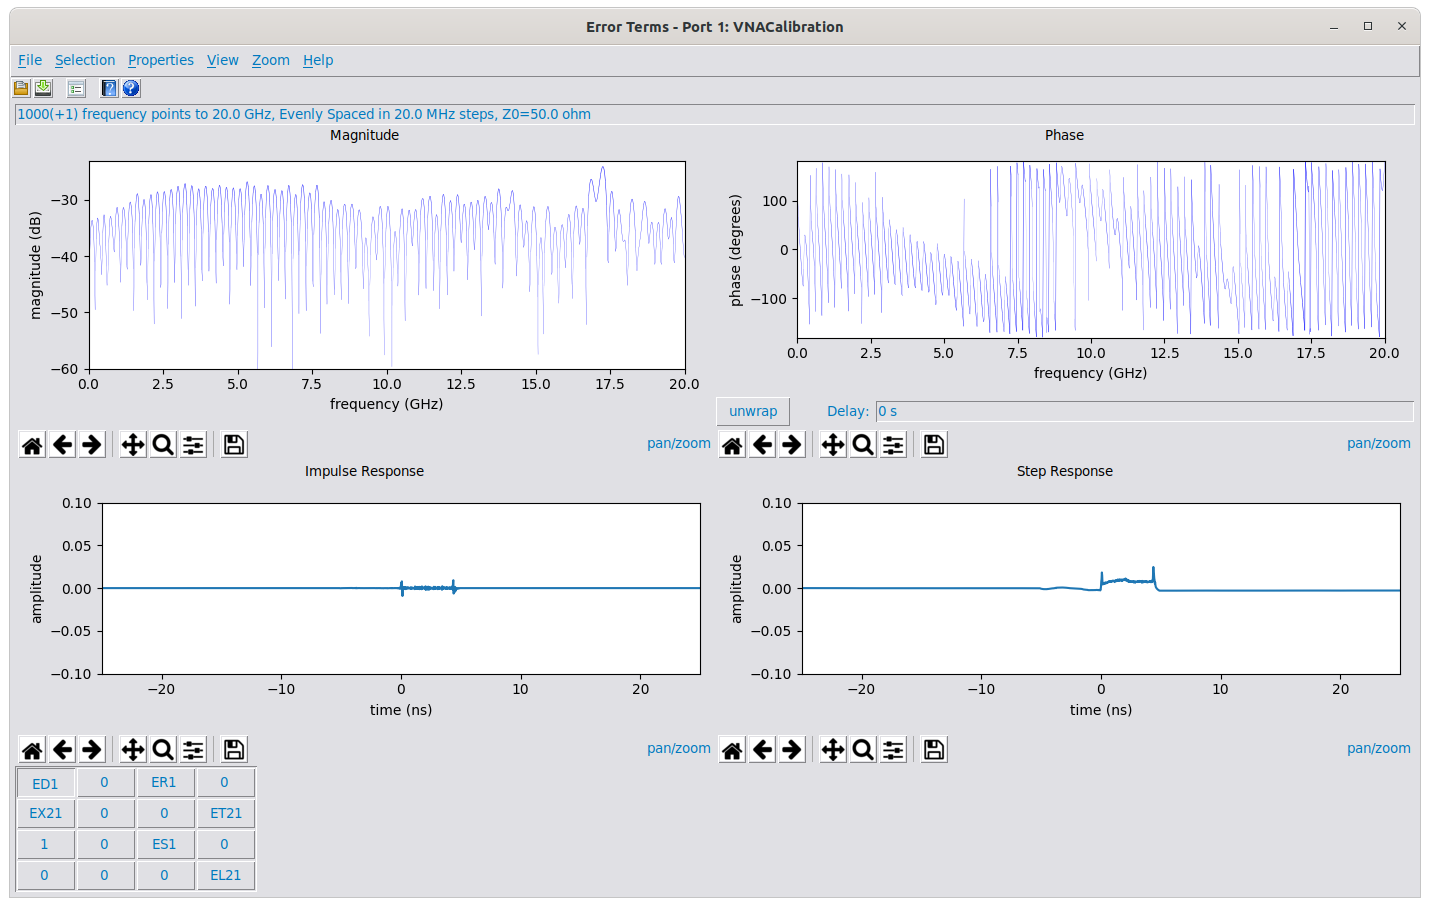 Error Terms - Port 1: VNACalibration
File Selection Properties View Zoom Help
1000(+1) frequency points to 20.0 GHz, Evenly Spaced in 20.0 MHz steps, Z0=50.0 ohm
Magnitude
magnitude (dB)
−30
−40
−50
−60
0.0 2.5 5.0 7.5 10.0 12.5 15.0 17.5 20.0
frequency (GHz)
Phase
phase (degrees)
100
0
−100
0.0 2.5 5.0 7.5 10.0 12.5 15.0 17.5 20.0
frequency (GHz)
unwrap Delay: 0 s
pan/zoom
pan/zoom
Impulse Response
amplitude
0.10
0.05
0.00
−0.05
−0.10
−20 −10 0 10 20
time (ns)
Step Response
amplitude
0.10
0.05
0.00
−0.05
−0.10
−20 −10 0 10 20
time (ns)
pan/zoom
pan/zoom
ED1 0 ER1 0
EX21 0 0 ET21
1 0 ES1 0
0 0 0 EL21